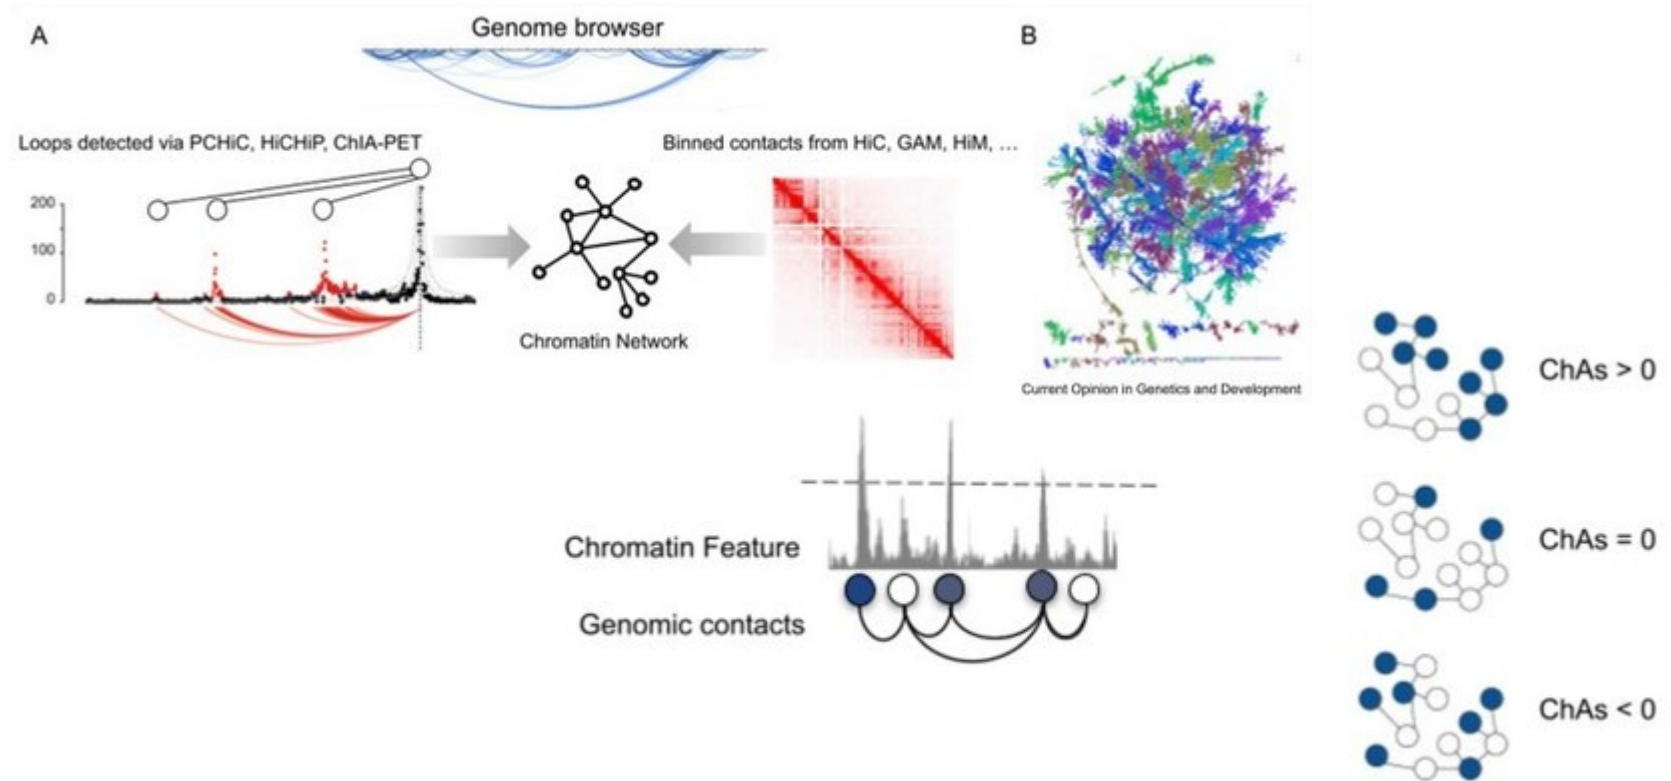 A
Genome browser
B
Loops detected via PCHiC, HiCHiP, ChIA-PET
Binned contacts from HiC, GAM, HiM, ...
200
100
0
Chromatin Network
Current Opinion in Genetics and Development
ChAs > 0
Chromatin Feature
ChAs = 0
Genomic contacts
ChAs < 0